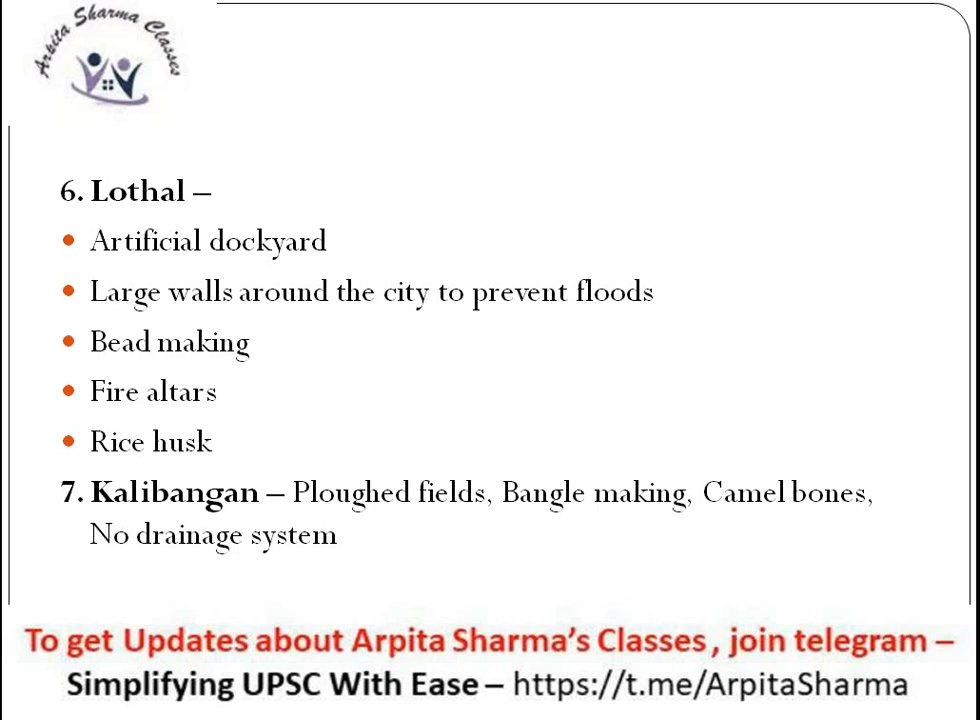 Arpita Sharma Classes
6. Lothal –
• Artificial dockyard
• Large walls around the city to prevent floods
• Bead making
• Fire altars
• Rice husk
7. Kalibangan – Ploughed fields, Bangle making, Camel bones,
No drainage system
To get Updates about Arpita Sharma's Classes, join telegram –
Simplifying UPSC With Ease – https://t.me/ArpitaSharma